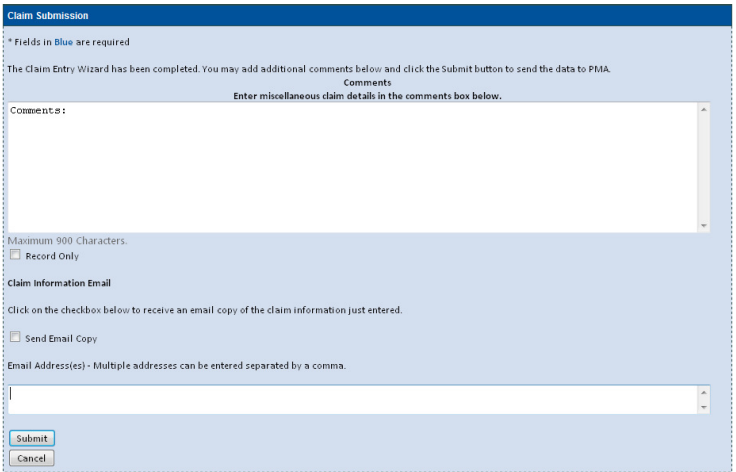 Claim Submission
* Fields in Blue are required
The Claim Entry Wizard has been completed. You may add additional comments below and click the Submit button to send the data to PMA.
Comments
Enter miscellaneous claim details in the comments box below.
Comments:
Maximum 900 Characters.
Record Only
Claim Information Email
Click on the checkbox below to receive an email copy of the claim information just entered.
Send Email Copy
Email Address(es) - Multiple addresses can be entered separated by a comma.
Submit
Cancel